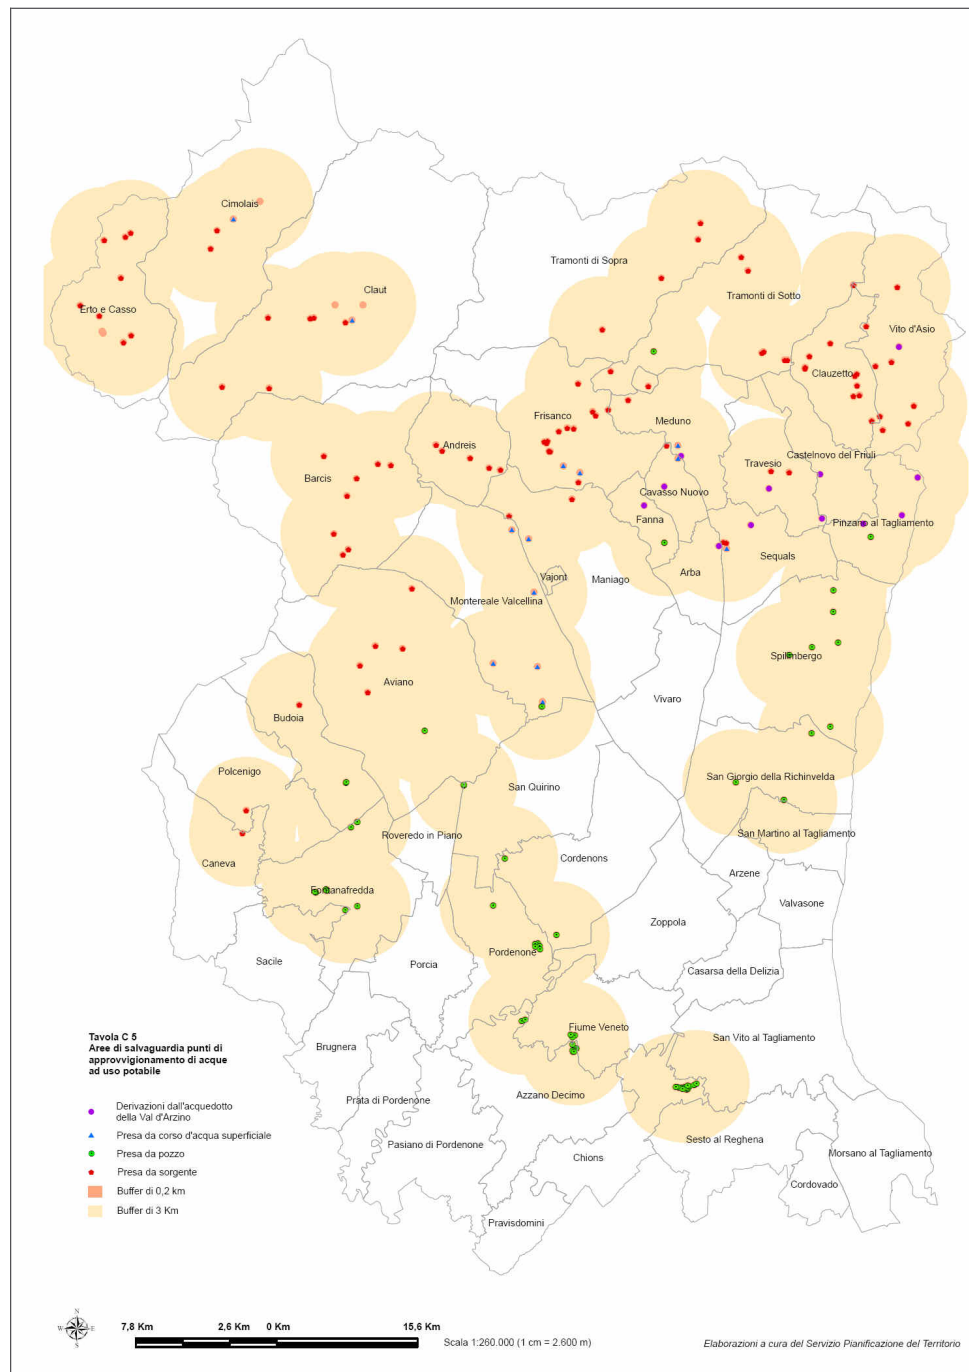 Cimolais
Tramonti di Sopra
Claut
Tramonti di Sotto
Erto e Casso
Vito d'Asio
Clauzetto
Frisanco
Meduno
Andreis
Castelnovo del Friuli
Travesio
Barcis
Cavasso Nuovo
Fanna
Pinzano al Tagliamento
Sequals
Vajont
Maniago
Arba
Montereale Valcellina
Spilimbergo
Aviano
Vivaro
Budoia
Polcenigo
San Giorgio della Richinvelda
San Quirino
Roveredo in Piano
San Martino al Tagliamento
Caneva
Cordenons
Arzene
Fontanafredda
Valvasone
Zoppola
Pordenone
Sacile
Porcia
Casarsa della Delizia
Fiume Veneto
San Vito al Tagliamento
Brugnera
Azzano Decimo
Prata di Pordenone
Sesto al Reghena
Pasiano di Pordenone
Morsano al Tagliamento
Chions
Cordovado
Pravisdomini
Tavola C 5
Aree di salvaguardia punti di
approvvigionamento di acque
ad uso potabile
Derivazioni dall'acquedotto
della Val d'Arzino
Presa da corso d'acqua superficiale
Presa da pozzo
Presa da sorgente
Buffer di 0,2 km
Buffer di 3 Km
N
W E
S
7,8 Km 2,6 Km 0 Km 15,6 Km
Scala 1:260.000 (1 cm = 2.600 m)
Elaborazioni a cura del Servizio Pianificazione del Territorio